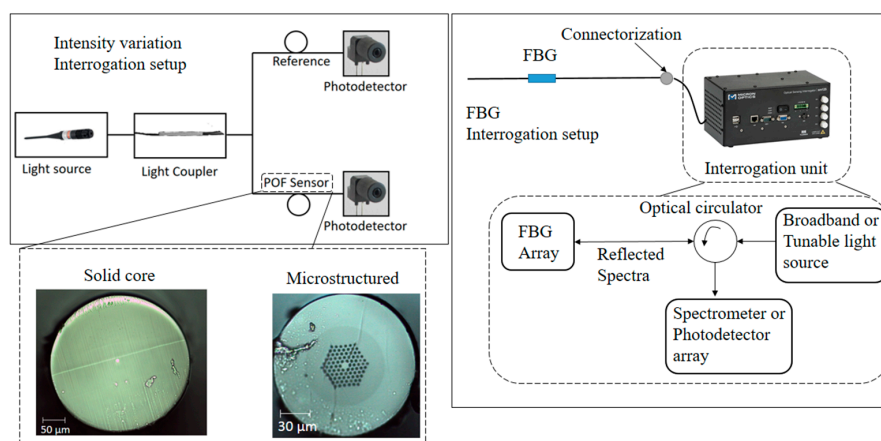 Intensity variation
Interrogation setup
Reference
Photodetector
Light source
Light Coupler
POF Sensor
Photodetector
Solid core
Microstructured
50 μm
30 μm
Connectorization
FBG
FBG
Interrogation setup
Interrogation unit
Optical circulator
FBG
Array
Reflected
Spectra
Broadband or
Tunable light
source
Spectrometer or
Photodetector
array